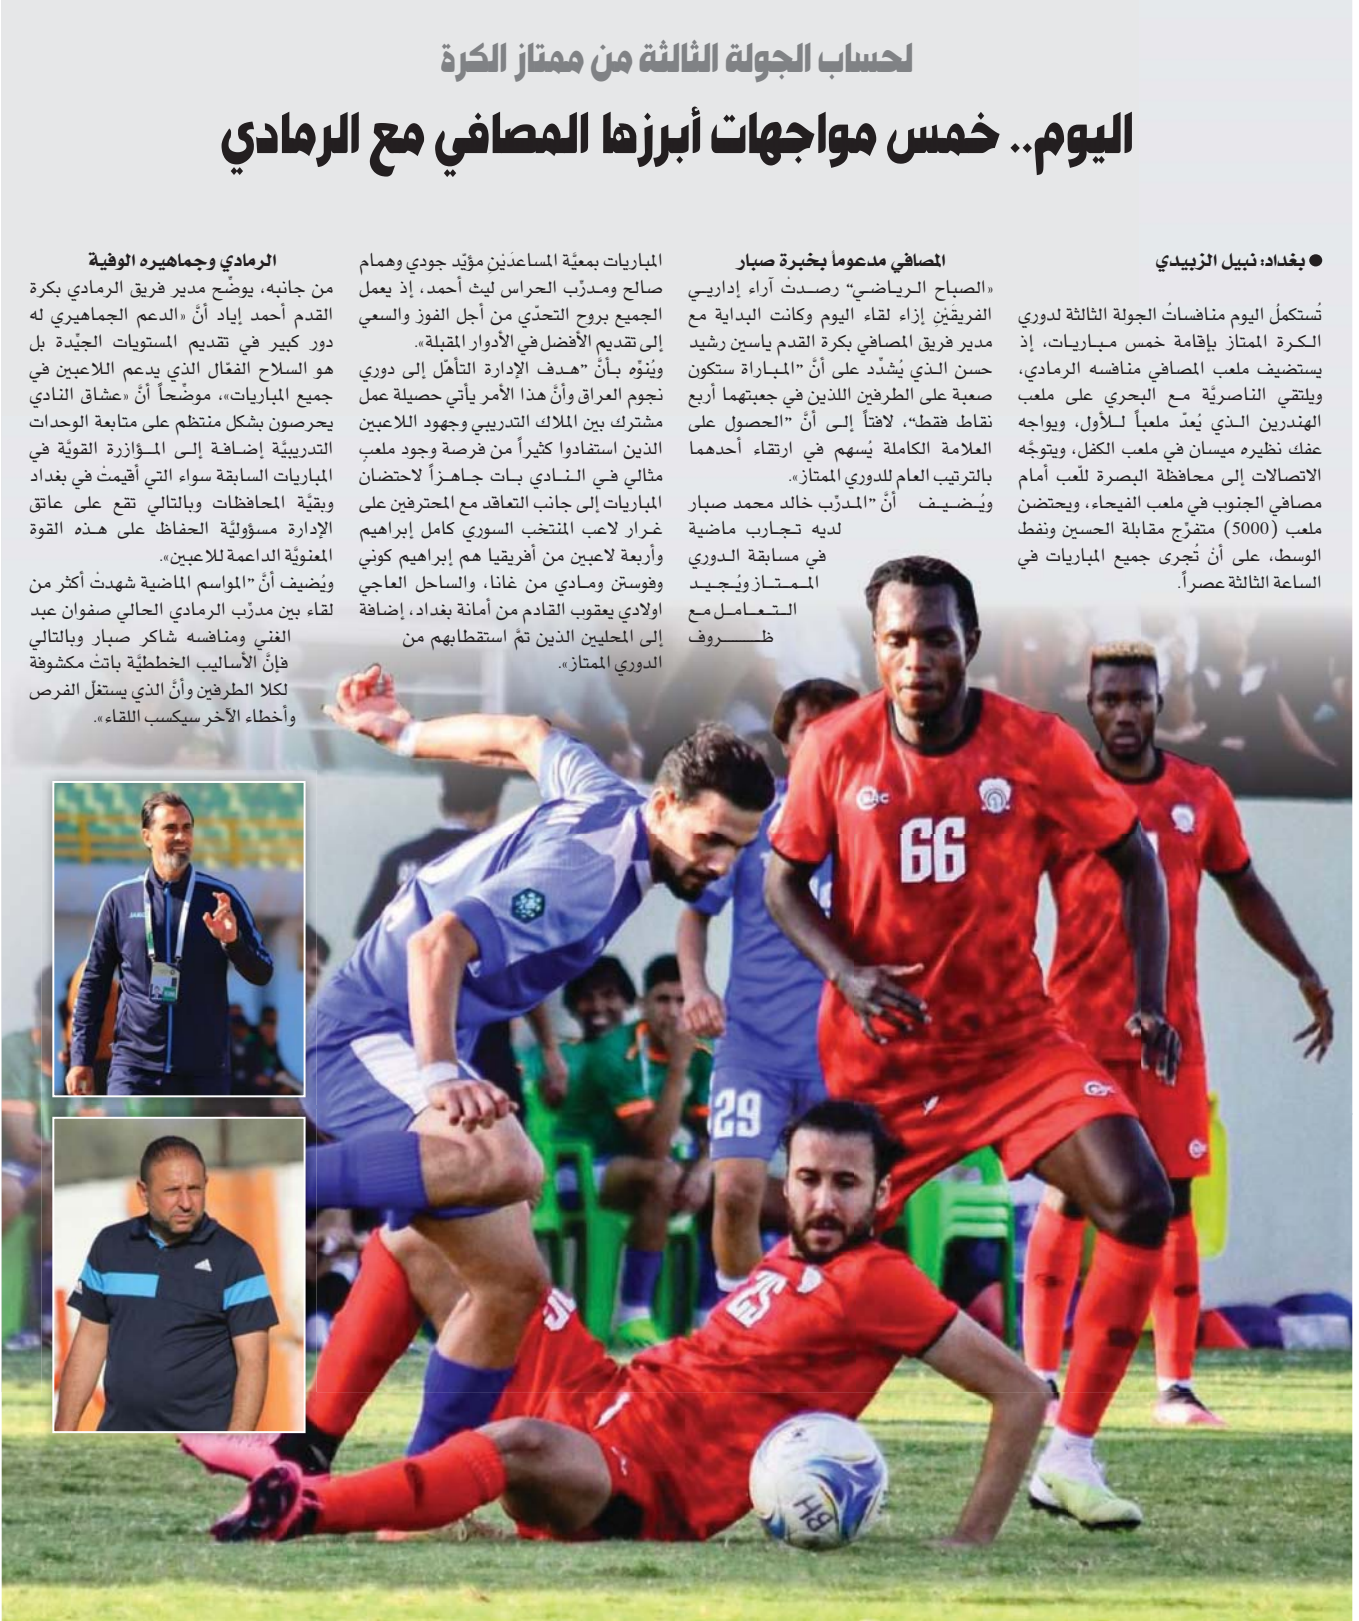 لحساب الجولة الثالثة من ممتاز الكرة
اليوم.. خمس مواجهات أبرزها المصافي مع الرمادي
● بغداد: نبيل الزبيدي
تُستكملُ اليوم منافساتُ الجولة الثالثة لدوري
الكرة الممتاز بإقامة خمس مباريات، إذ
يستضيف ملعب المصافي منافسه الرمادي،
ويلتقي الناصريَّة مع البحري على ملعب
الهندرين الذي يُعدّ ملعباً للأول، ويواجه
عفك نظيره ميسان في ملعب الكفل، ويتوجَّه
الاتصالات إلى محافظة البصرة للّعب أمام
مصافي الجنوب في ملعب الفيحاء، ويحتضن
ملعب (5000) متفرّج مقابلة الحسين ونفط
الوسط، على أنْ تُجرى جميع المباريات في
الساعة الثالثة عصراً.
المصافي مدعوماً بخبرة صبار
«الصباح الرياضي“ رصدتْ آراء إداريي
الفريقَيْنِ إزاء لقاء اليوم وكانت البداية مع
مدير فريق المصافي بكرة القدم ياسين رشيد
حسن الذي يُشدِّد على أنَّ ”المباراة ستكون
صعبة على الطرفين اللذين في جعبتهما أربع
نقاط فقط“، لافتاً إلى أنَّ ”الحصول على
العلامة الكاملة يُسهم في ارتقاء أحدهما
بالترتيب العام للدوري الممتاز».
ويُضيف أنَّ ”المدرِّب خالد محمد صبار
لديه تجارب ماضية
في مسابقة الدوري
الممتاز ويُجيد
التعامل مع
ظروف
المباريات بمعيَّة المساعدَيْنِ مؤيّد جودي وهمام
صالح ومدرِّب الحراس ليث أحمد، إذ يعمل
الجميع بروح التحدّي من أجل الفوز والسعي
إلى تقديم الأفضل في الأدوار المقبلة».
ويُنوِّه بأنَّ ”هدف الإدارة التأهّل إلى دوري
نجوم العراق وأنَّ هذا الأمر يأتي حصيلة عمل
مشترك بين الملاك التدريبي وجهود اللاعبين
الذين استفادوا كثيراً من فرصة وجود ملعبٍ
مثالي في النادي بات جاهزاً لاحتضان
المباريات إلى جانب التعاقد مع المحترفين على
غرار لاعب المنتخب السوري كامل إبراهيم
وأربعة لاعبين من أفريقيا هم إبراهيم كوني
وفوستن ومادي من غانا، والساحل العاجي
اولادي يعقوب القادم من أمانة بغداد، إضافة
إلى المحليين الذين تمَّ استقطابهم من
الدوري الممتاز».
الرمادي وجماهيره الوفية
من جانبه، يوضِّح مدير فريق الرمادي بكرة
القدم أحمد إياد أنَّ «الدعم الجماهيري له
دور كبير في تقديم المستويات الجيِّدة بل
هو السلاح الفعّال الذي يدعم اللاعبين في
جميع المباريات»، موضِّحاً أنَّ «عشاق النادي
يحرصون بشكل منتظم على متابعة الوحدات
التدريبيَّة إضافة إلى المؤازرة القويَّة في
المباريات السابقة سواء التي أقيمتْ في بغداد
وبقيَّة المحافظات وبالتالي تقع على عاتق
الإدارة مسؤوليَّة الحفاظ على هذه القوة
المعنويَّة الداعمة للاعبين».
ويُضيف أنَّ ”المواسم الماضية شهدتْ أكثر من
لقاء بين مدرِّب الرمادي الحالي صفوان عبد
الغني ومنافسه شاكر صبار وبالتالي
فإنَّ الأساليب الخططيَّة باتتْ مكشوفة
لكلا الطرفين وأنَّ الذي يستغلّ الفرص
وأخطاء الآخر سيكسب اللقاء».
66
29
25
BH